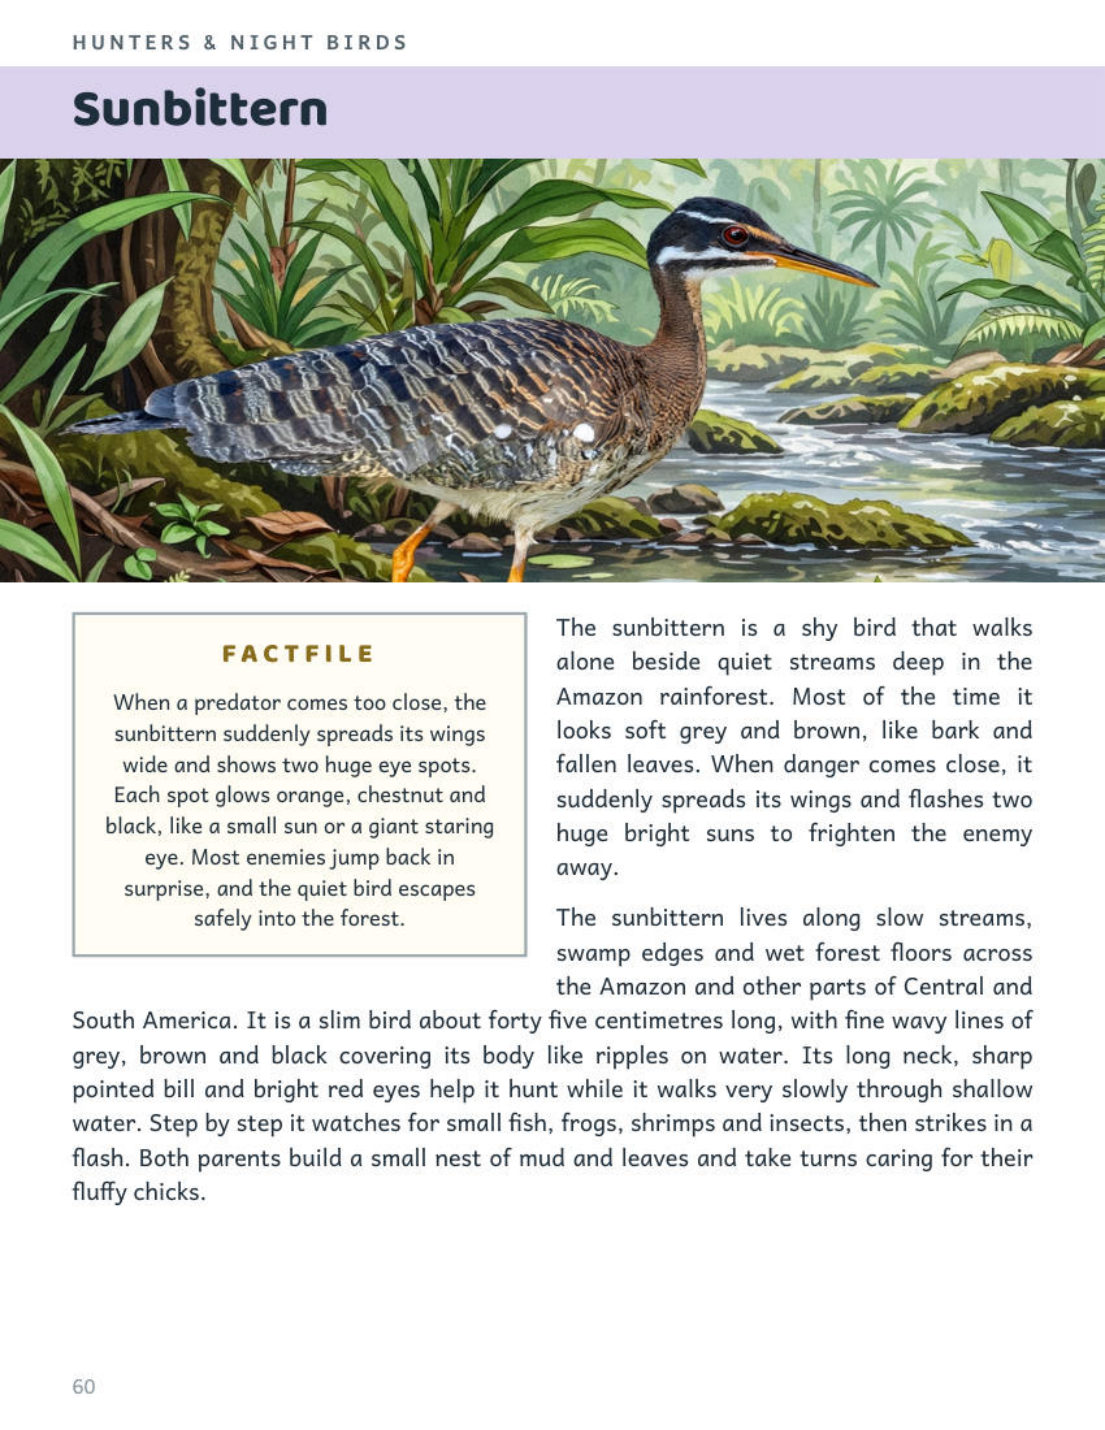 HUNTERS & NIGHT BIRDS
Sunbittern
FACTFILE
When a predator comes too close, the
sunbittern suddenly spreads its wings
wide and shows two huge eye spots.
Each spot glows orange, chestnut and
black, like a small sun or a giant staring
eye. Most enemies jump back in
surprise, and the quiet bird escapes
safely into the forest.
The sunbittern is a shy bird that walks
alone beside quiet streams deep in the
Amazon rainforest. Most of the time it
looks soft grey and brown, like bark and
fallen leaves. When danger comes close, it
suddenly spreads its wings and flashes two
huge bright suns to frighten the enemy
away.
The sunbittern lives along slow streams,
swamp edges and wet forest floors across
the Amazon and other parts of Central and
South America. It is a slim bird about forty five centimetres long, with fine wavy lines of
grey, brown and black covering its body like ripples on water. Its long neck, sharp
pointed bill and bright red eyes help it hunt while it walks very slowly through shallow
water. Step by step it watches for small fish, frogs, shrimps and insects, then strikes in a
flash. Both parents build a small nest of mud and leaves and take turns caring for their
fluffy chicks.
60